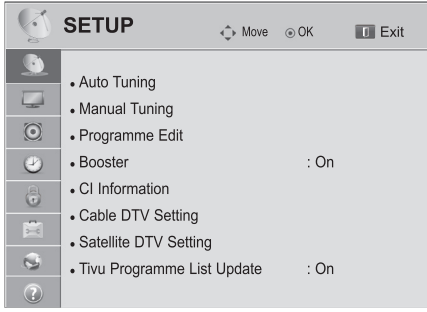 SETUP Move OK Exit
• Auto Tuning
• Manual Tuning
• Programme Edit
• Booster : On
• CI Information
• Cable DTV Setting
• Satellite DTV Setting
• Tivu Programme List Update : On
?